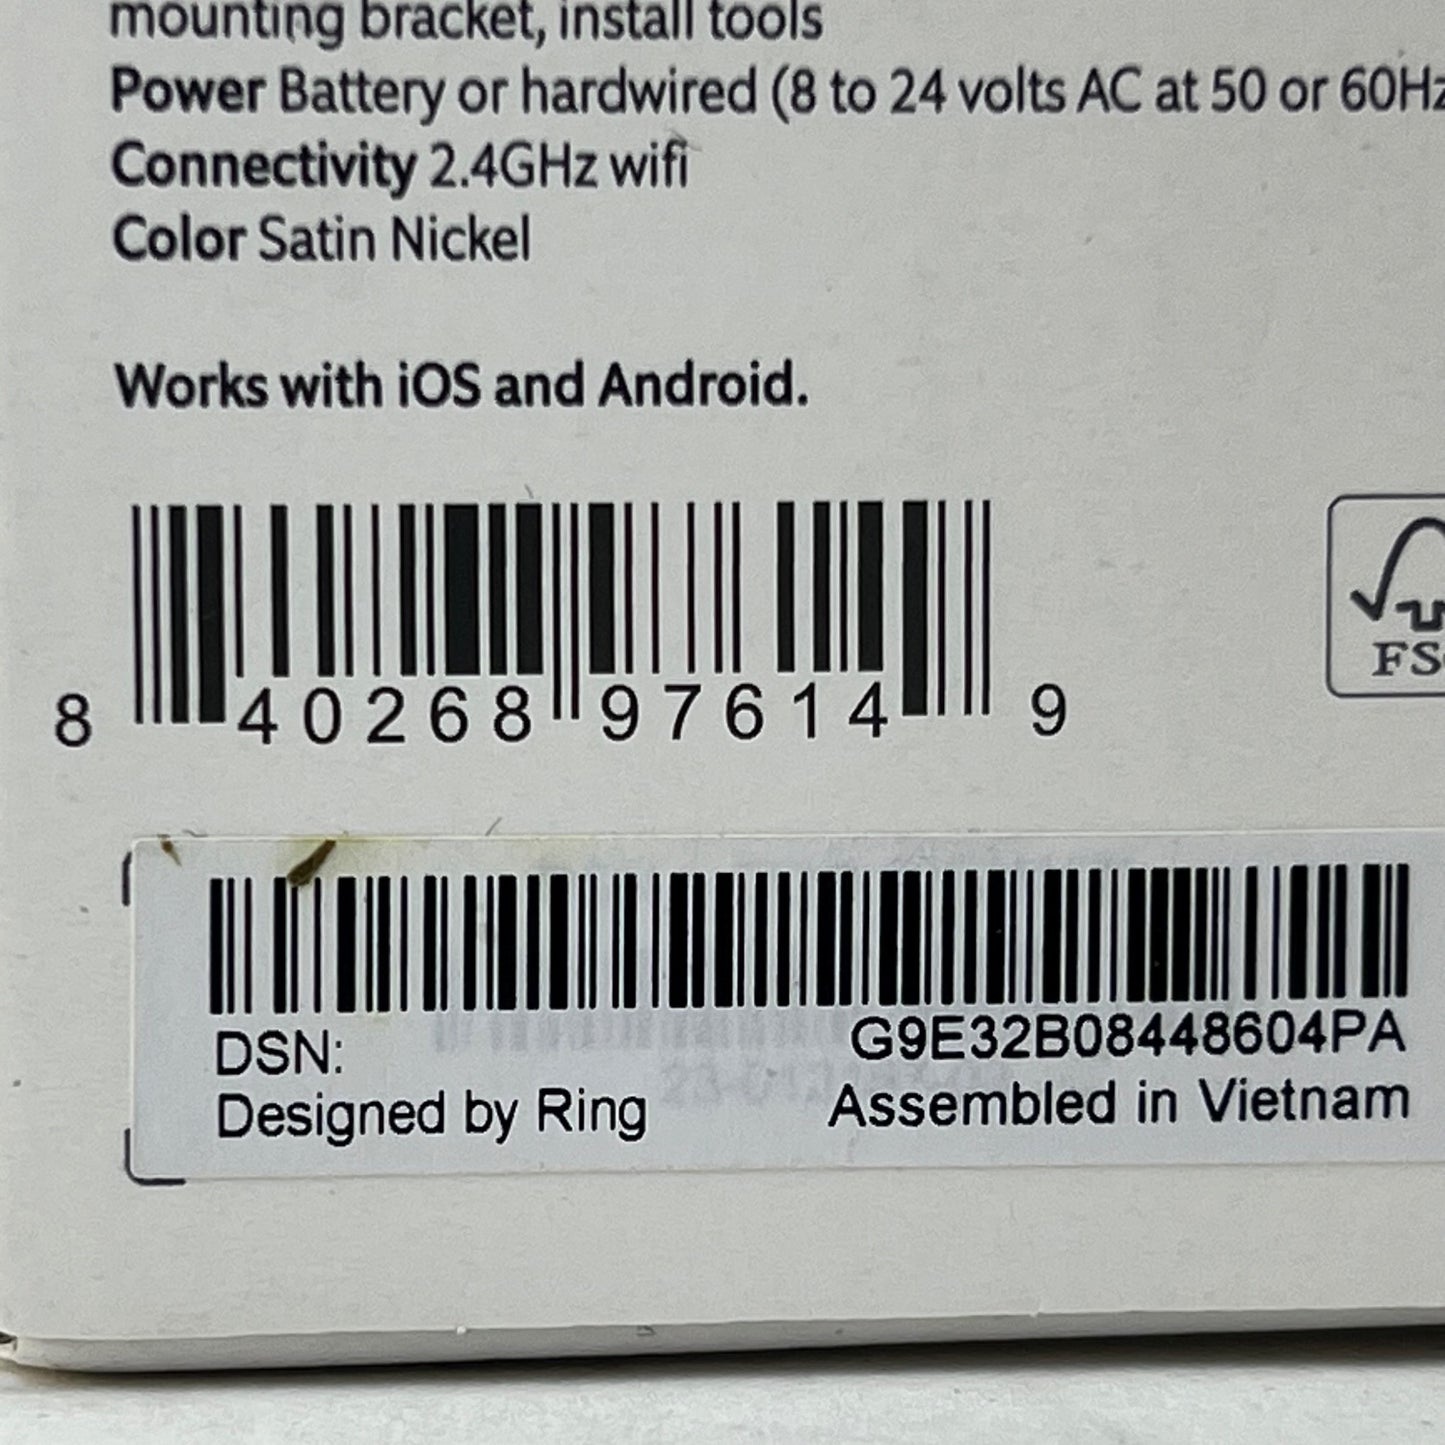 mounting bracket, install tools
Power Battery or hardwired (8 to 24 volts AC at 50 or 60Hz
Connectivity 2.4GHz wifi
Color Satin Nickel
Works with iOS and Android.
8 40268 97614 9
FS
DSN: G9E32B08448604PA
Designed by Ring Assembled in Vietnam